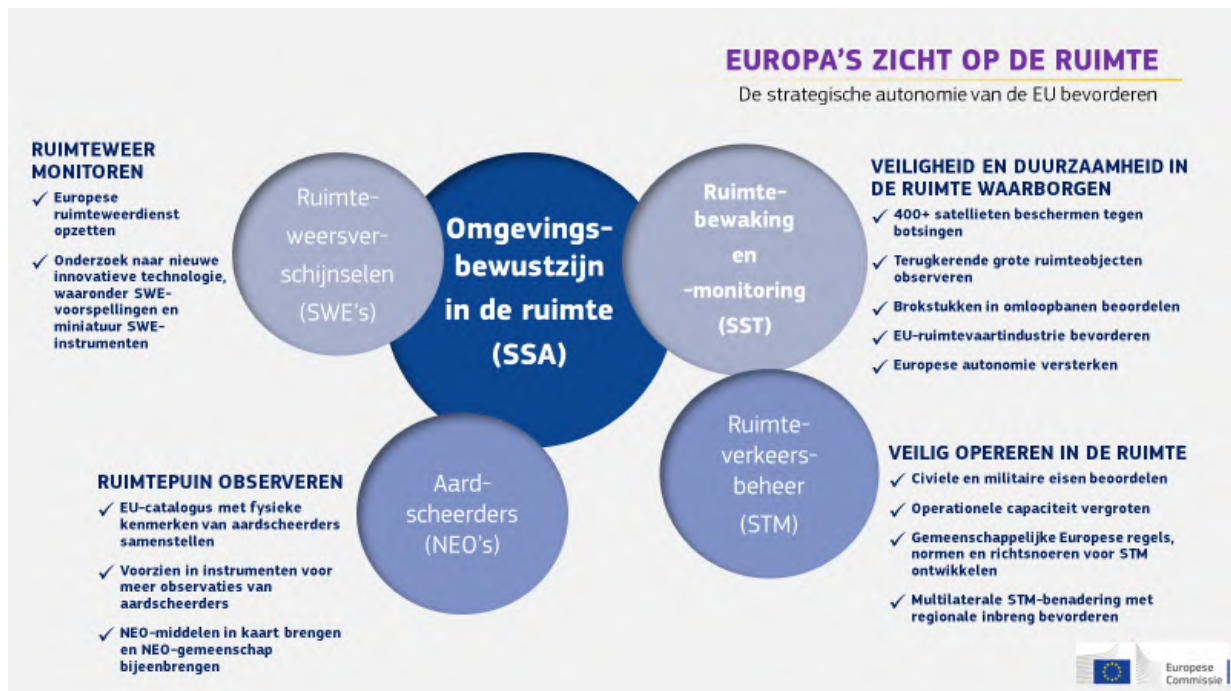 EUROPA'S ZICHT OP DE RUIMTE
De strategische autonomie van de EU bevorderen
RUIMTEWEER
MONITOREN
✓ Europese
ruimteweerdienst
opzetten
✓ Onderzoek naar nieuwe
innovatieve technologie,
waaronder SWE-
voorspellingen en
miniatuur SWE-
instrumenten
Ruimte-
weersver-
schijnselen
(SWE's)
Omgevings-
bewustzijn
in de ruimte
(SSA)
Ruimte-
bewaking
en
-monitoring
(SST)
VEILIGHEID EN DUURZAAMHEID IN
DE RUIMTE WAARBORGEN
✓ 400+ satellieten beschermen tegen
botsingen
✓ Terugkerende grote ruimteobjecten
observeren
✓ Brokstukken in omloopbanen beoordelen
✓ EU-ruimtevaartindustrie bevorderen
✓ Europese autonomie versterken
RUIMTEPUIN OBSERVEREN
✓ EU-catalogus met fysieke
kenmerken van aardscheerders
samenstellen
✓ Voorzien in instrumenten voor
meer observaties van
aardscheerders
✓ NEO-middelen in kaart brengen
en NEO-gemeenschap
bijeenbrengen
Aard-
scheerders
(NEO's)
Ruimte-
verkeers-
beheer
(STM)
VEILIG OPEREREN IN DE RUIMTE
✓ Civiele en militaire eisen beoordelen
✓ Operationele capaciteit vergroten
✓ Gemeenschappelijke Europese regels,
normen en richtsnoeren voor STM
ontwikkelen
✓ Multilaterale STM-benadering met
regionale inbreng bevorderen
Europese
Commissie